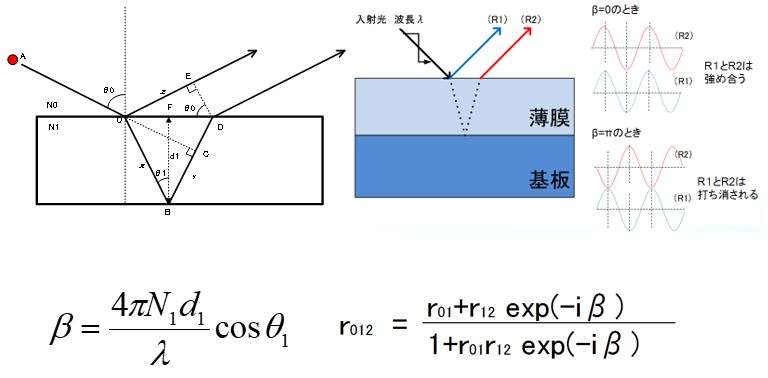 A
θ0
x
E
N0
O
F
θ0
D
N1
d1
C
x
θ1
y
B
入射光 波長λ
(R1)
(R2)
薄膜
基板
β=0のとき
(R2)
(R1)
R1とR2は
強め合う
β=πのとき
(R2)
(R1)
R1とR2は
打ち消される
β = 4πN₁d₁ / λ cosθ₁
r₀₁₂ = r₀₁+r₁₂ exp(-iβ) / 1+r₀₁r₁₂ exp(-iβ)